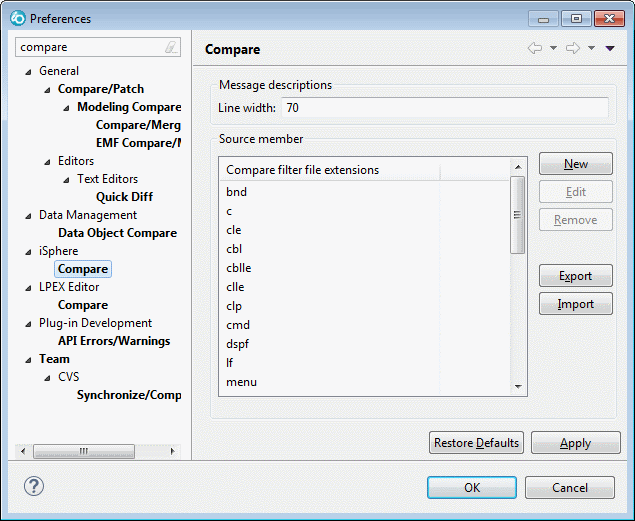 Preferences
compare
General
Compare/Patch
Modeling Compare
Compare/Merg
EMF Compare/M
Editors
Text Editors
Quick Diff
Data Management
Data Object Compare
iSphere
Compare
LPEX Editor
Compare
Plug-in Development
API Errors/Warnings
Team
CVS
Synchronize/Comp
Compare
Message descriptions
Line width: 70
Source member
Compare filter file extensions
bnd
c
cle
cbl
cblle
clle
clp
cmd
dspf
lf
menu
New
Edit
Remove
Export
Import
Restore Defaults
Apply
?
OK
Cancel